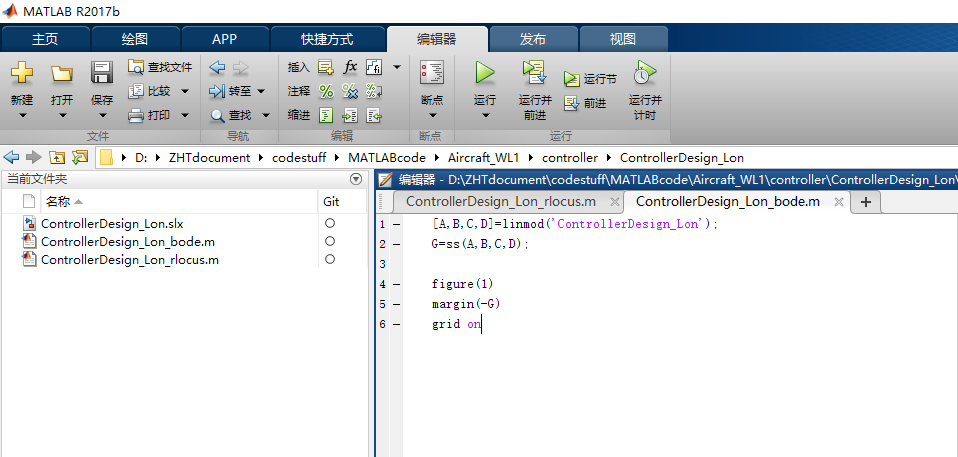 MATLAB R2017b
主页 绘图 APP 快捷方式 编辑器 发布 视图
新建 打开 保存 查找文件 比较 打印
文件
转至 查找
导航
插入 fx 注释 缩进
编辑
断点
断点
运行 运行并前进 运行节 前进 运行并计时
运行
D: ZHTdocument codestuff MATLABcode Aircraft_WL1 controller ControllerDesign_Lon
当前文件夹
名称 Git
ControllerDesign_Lon.slx
ControllerDesign_Lon_bode.m
ControllerDesign_Lon_rlocus.m
编辑器 - D:\ZHTdocument\codestuff\MATLABcode\Aircraft_WL1\controller\ControllerDesign_Lon\
ControllerDesign_Lon_rlocus.m ControllerDesign_Lon_bode.m
1 – [A,B,C,D]=linmod('ControllerDesign_Lon');
2 – G=ss(A,B,C,D);
3
4 – figure(1)
5 – margin(-G)
6 – grid on